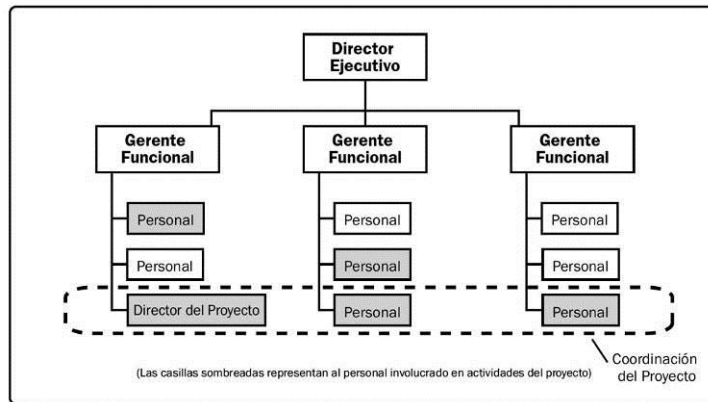 Director
Ejecutivo
Gerente
Funcional
Gerente
Funcional
Gerente
Funcional
Personal
Personal
Personal
Personal
Personal
Personal
Director del Proyecto
Personal
Personal
Coordinación
del Proyecto
(Las casillas sombreadas representan al personal involucrado en actividades del proyecto)